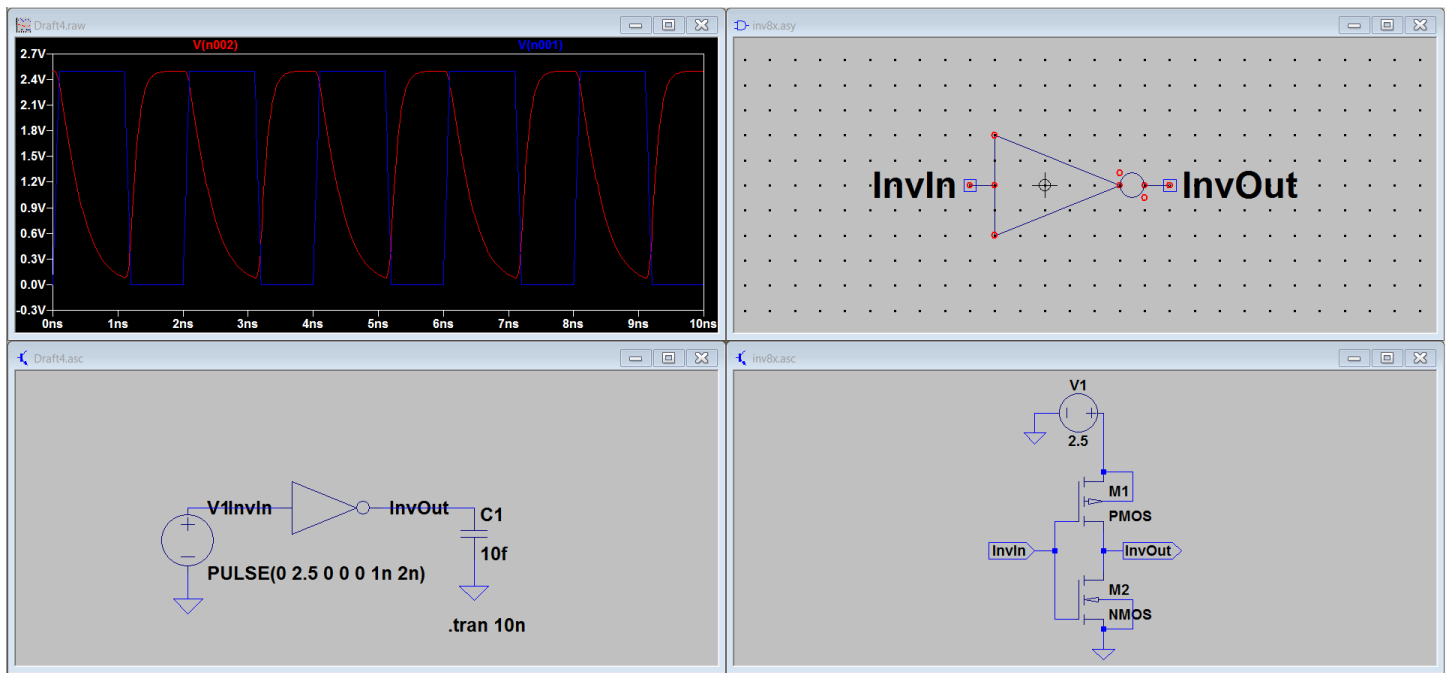 Draft4.raw
V(n002) V(n001)
2.7V
2.4V
2.1V
1.8V
1.5V
1.2V
0.9V
0.6V
0.3V
0.0V
-0.3V
0ns 1ns 2ns 3ns 4ns 5ns 6ns 7ns 8ns 9ns 10ns
inv8x.asy
InvIn InvOut
Draft4.asc
V1InvIn InvOut C1
10f
PULSE(0 2.5 0 0 0 1n 2n)
.tran 10n
inv8x.asc
V1
2.5
M1
PMOS
InvIn InvOut
M2
NMOS